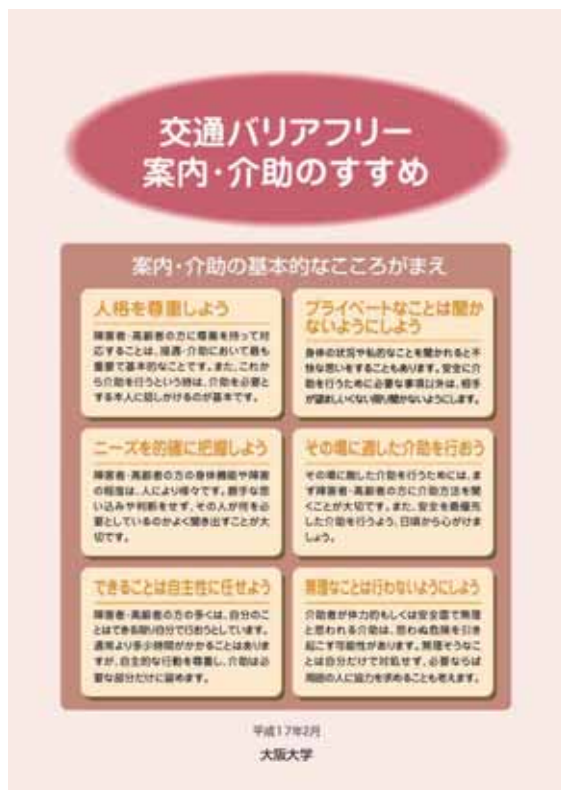 交通バリアフリー
案内・介助のすすめ
案内・介助の基本的なこころがまえ
人格を尊重しよう
障害者・高齢者の方に尊厳を持って対
応することは、接遇・介助において最も
重要で基本的なことです。また、これか
ら介助を行うという時は、介助を必要と
する本人に話しかけるのが基本です。
プライベートなことは聞か
ないようにしよう
身体の状況や私的なことを聞かれると不
快な思いをすることもあります。安全に介
助を行うために必要な事項以外は、相手
が望ましくない限り聞かないようにします。
ニーズを的確に把握しよう
障害者・高齢者の方の身体機能や障害
の程度は、人により様々です。勝手な思
い込みや判断をせず、その人が何を必
要としているのかよく聞き出すことが大
切です。
その場に適した介助を行おう
その場に適した介助を行うためには、ま
ず障害者・高齢者の方に介助方法を聞
くことが大切です。また、安全を最優先
した介助を行うよう、日頃から心がけま
しょう。
できることは自主性に任せよう
障害者・高齢者の方の多くは、自分のこ
とはできる限り自分で行おうとしています。
通常より多少時間がかかることはありま
すが、自主的な行動を尊重し、介助は必
要な部分だけに留めます。
無理なことは行わないようにしよう
介助者が体力的もしくは安全面で無理
と思われる介助は、思わぬ危険を引き
起こす可能性があります。無理そうなこ
とは自分だけで対処せず、必要ならば
周囲の人に協力を求めることも考えます。
平成17年2月
大阪大学